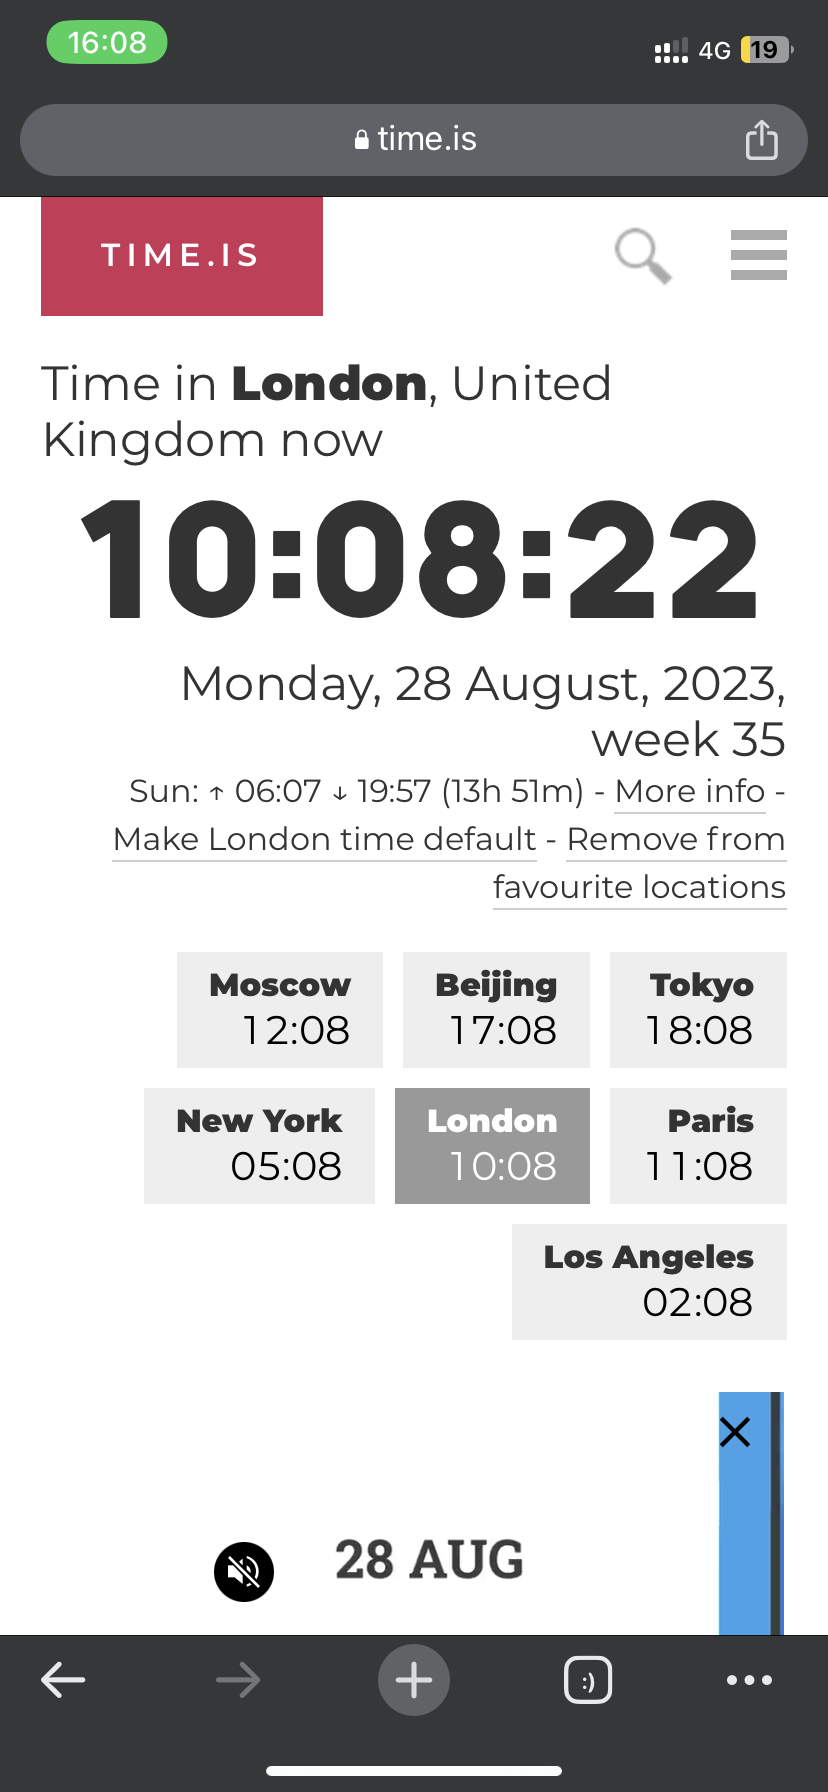 16:08
4G 19
time.is
TIME.IS
Time in London, United
Kingdom now
10:08:22
Monday, 28 August, 2023,
week 35
Sun: ↑ 06:07 ↓ 19:57 (13h 51m) - More info -
Make London time default - Remove from
favourite locations
Moscow Beijing Tokyo
12:08 17:08 18:08
New York London Paris
05:08 10:08 11:08
Los Angeles
02:08
28 AUG
:)